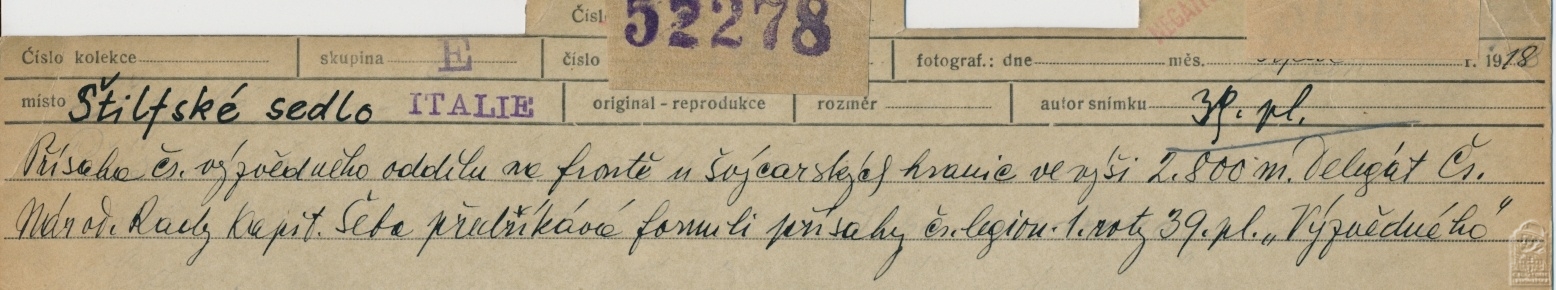 Čísl 52278
Číslo kolekce skupina E číslo fotograf.: dne měs. r. 1918
místo Štilfské sedlo ITALIE original - reprodukce rozměr autor snímku 39. pl.
Přísaha čs. výzvědného oddílu na frontě u švýcarských hranic ve výši 2.800 m. Delegát Čs.
Národ. Rady Kapit. Šeba předříkává formuli přísahy čs. legion. 1. roty 39. pl. „Výzvědného“